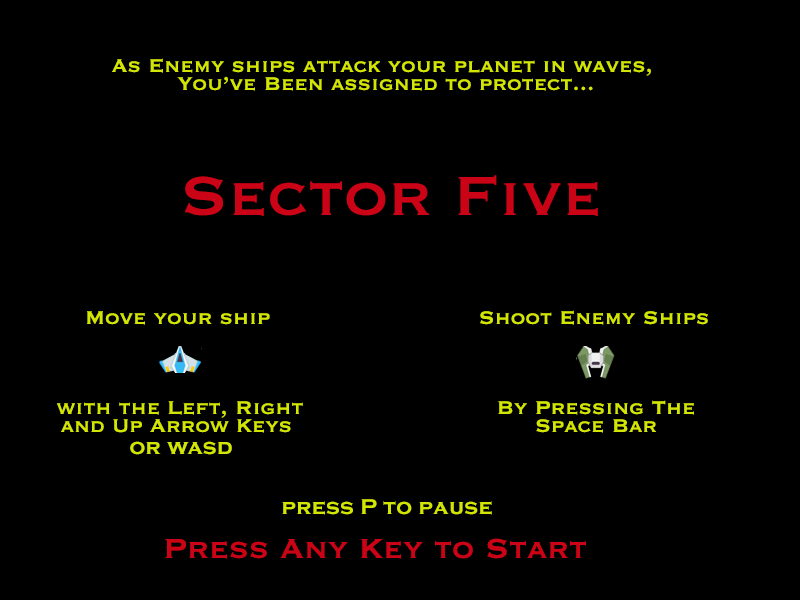 As Enemy ships attack your planet in waves,
You've Been assigned to protect...
Sector Five
Move your ship
Shoot Enemy Ships
with the Left, Right
and Up Arrow Keys
or WASD
By Pressing The
Space Bar
press P to pause
Press Any Key to Start